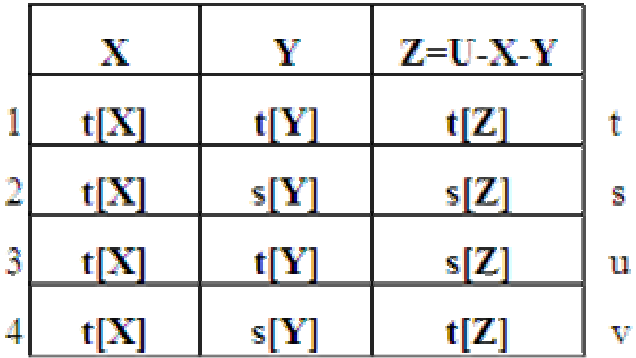 X Y Z=U-X-Y
1 t[X] t[Y] t[Z] t
2 t[X] s[Y] s[Z] s
3 t[X] t[Y] s[Z] u
4 t[X] s[Y] t[Z] v